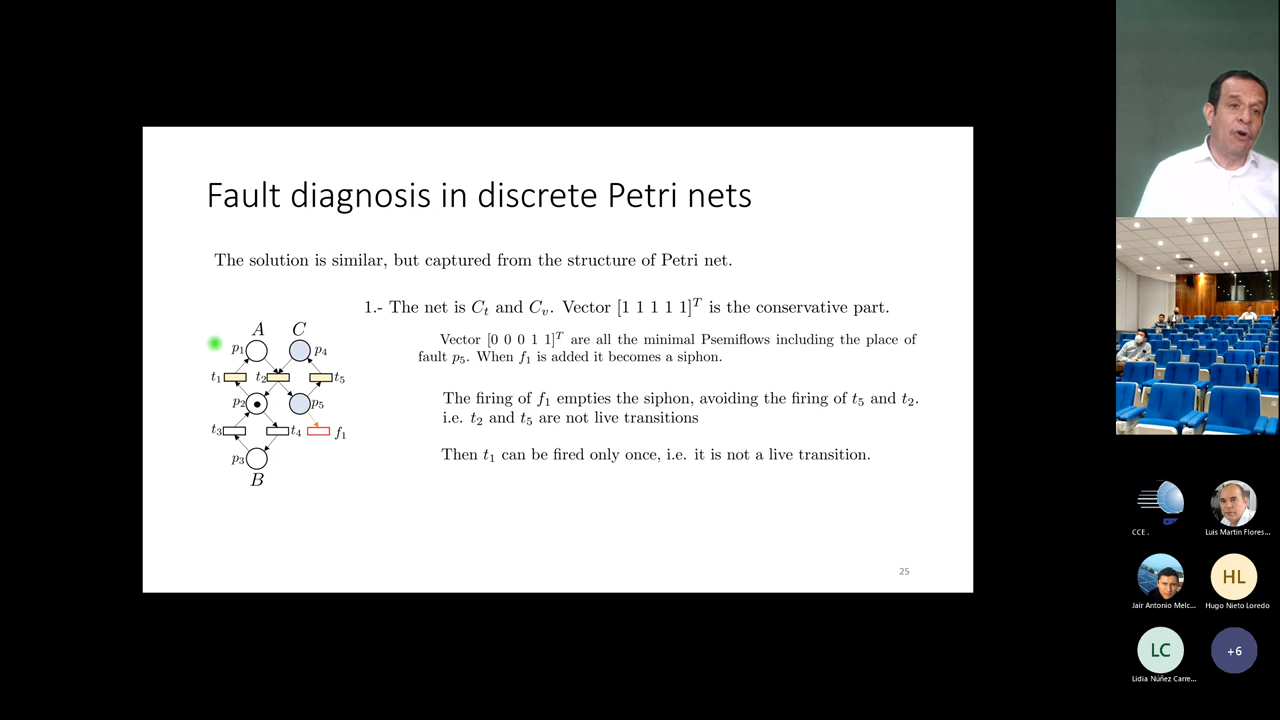 Fault diagnosis in discrete Petri nets
The solution is similar, but captured from the structure of Petri net.
1.- The net is Cₜ and Cᵥ. Vector [1 1 1 1 1]ᵀ is the conservative part.
Vector [0 0 0 1 1]ᵀ are all the minimal Psemiflows including the place of
fault p₅. When f₁ is added it becomes a siphon.
The firing of f₁ empties the siphon, avoiding the firing of t₅ and t₂.
i.e. t₂ and t₅ are not live transitions
Then t₁ can be fired only once, i.e. it is not a live transition.
A C
p₁ p₄
t₁ t₂ t₅
p₂ p₅
t₃ t₄ f₁
p₃
B
25
CCE .
Luis Martin Flores...
Jair Antonio Melc...
HL
Hugo Nieto Loredo
LC
Lidia Núñez Carre...
+6